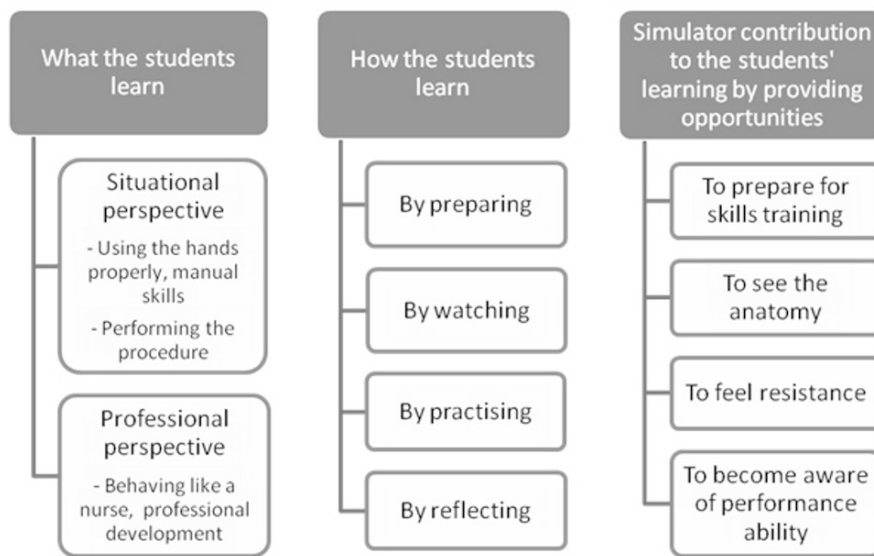 What the students
learn
Situational
perspective
- Using the hands
properly, manual
skills
- Performing the
procedure
Professional
perspective
- Behaving like a
nurse, professional
development
How the students
learn
By preparing
By watching
By practising
By reflecting
Simulator contribution
to the students'
learning by providing
opportunities
To prepare for
skills training
To see the
anatomy
To feel resistance
To become aware
of performance
ability